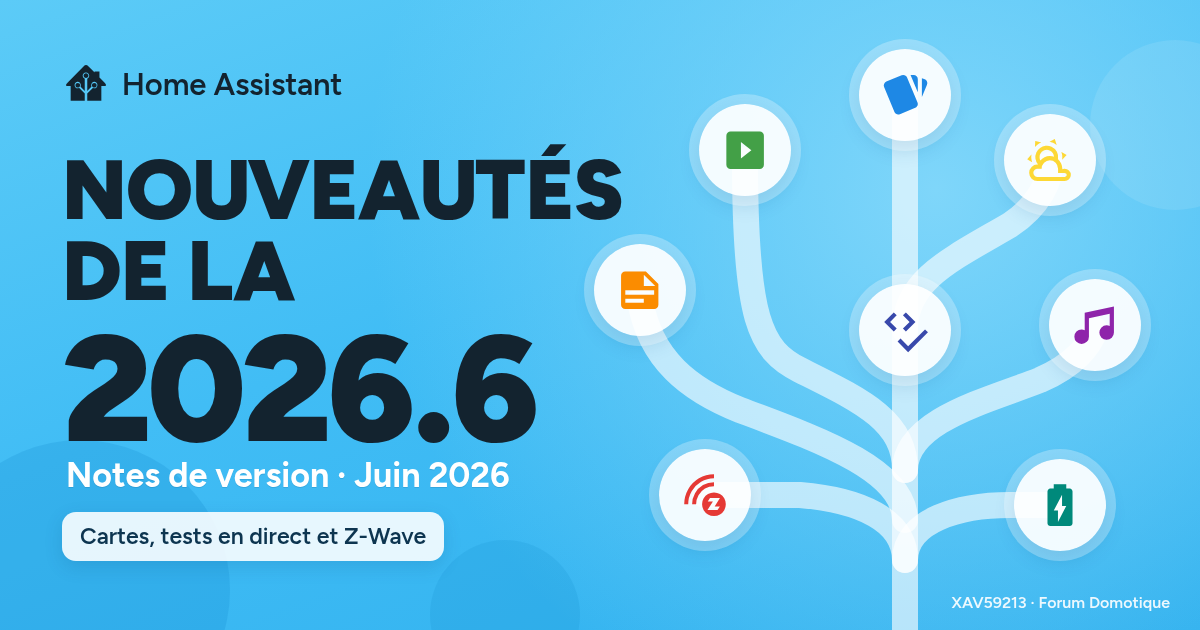 Home Assistant
NOUVEAUTÉS
DE LA
2026.6
Notes de version · Juin 2026
Cartes, tests en direct et Z-Wave
XAV59213 · Forum Domotique